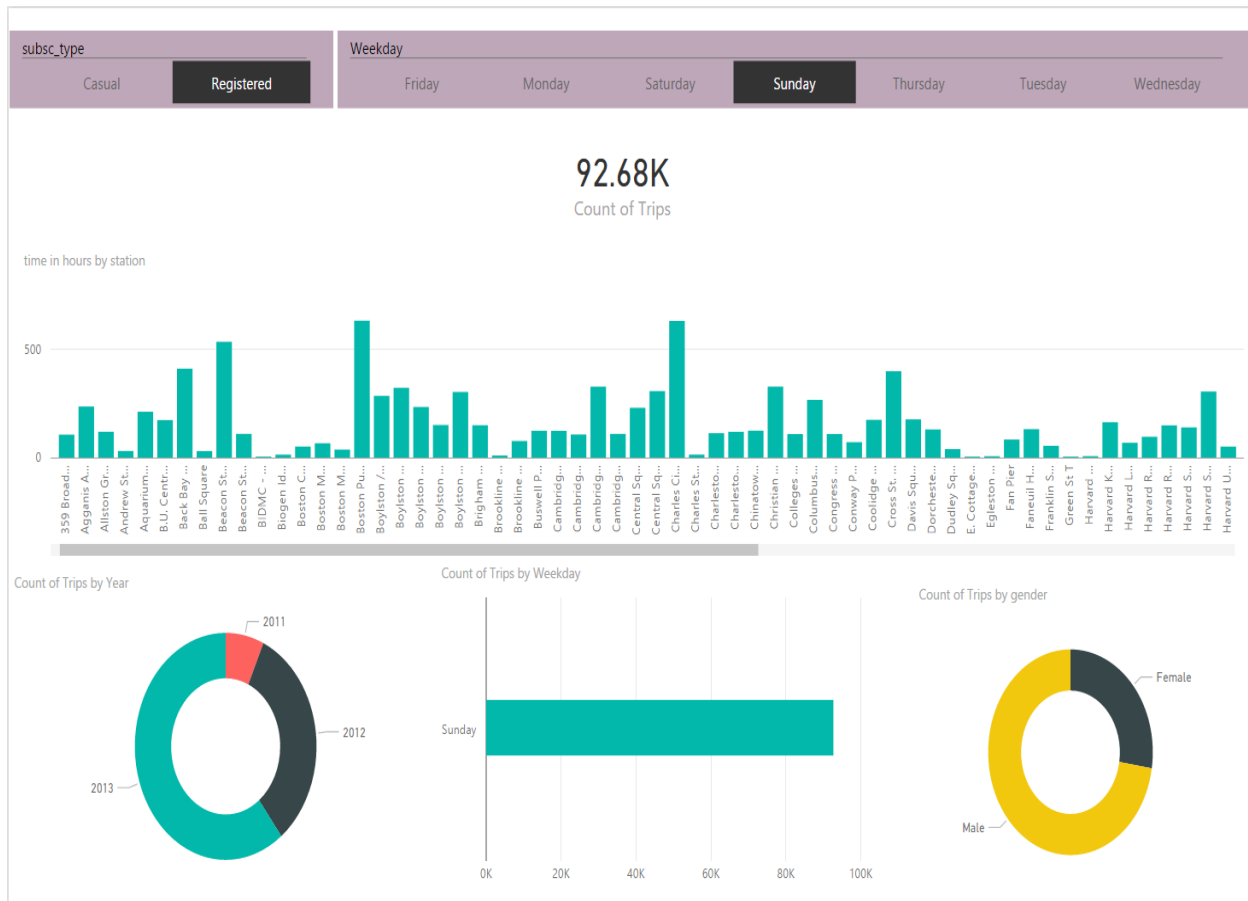 subsc_type
Weekday
Casual
Registered
Friday
Monday
Saturday
Sunday
Thursday
Tuesday
Wednesday
92.68K
Count of Trips
time in hours by station
500
0
359 Broad...
Agganis A...
Allston Gr...
Andrew St...
Aquarium...
B.U. Centr...
Back Bay ...
Ball Square
Beacon St...
Beacon St...
BIDMC - ...
Biogen Id...
Boston C...
Boston M...
Boston M...
Boston Pu...
Boylston /...
Boylston ...
Boylston ...
Boylston ...
Boylston ...
Brigham ...
Brookline ...
Brookline ...
Buswell P...
Cambridg...
Cambridg...
Cambridg...
Cambridg...
Central Sq...
Central Sq...
Charles Ci...
Charles St...
Charlesto...
Charlesto...
Chinatow...
Christian ...
Colleges ...
Columbus...
Congress ...
Conway P...
Coolidge ...
Cross St. ...
Davis Squ...
Dorcheste...
Dudley Sq...
E. Cottage...
Egleston ...
Fan Pier
Faneuil H...
Franklin S...
Green St T
Harvard ...
Harvard K...
Harvard L...
Harvard R...
Harvard R...
Harvard S...
Harvard S...
Harvard U...
Count of Trips by Year
2011
2012
2013
Count of Trips by Weekday
Sunday
0K
20K
40K
60K
80K
100K
Count of Trips by gender
Female
Male